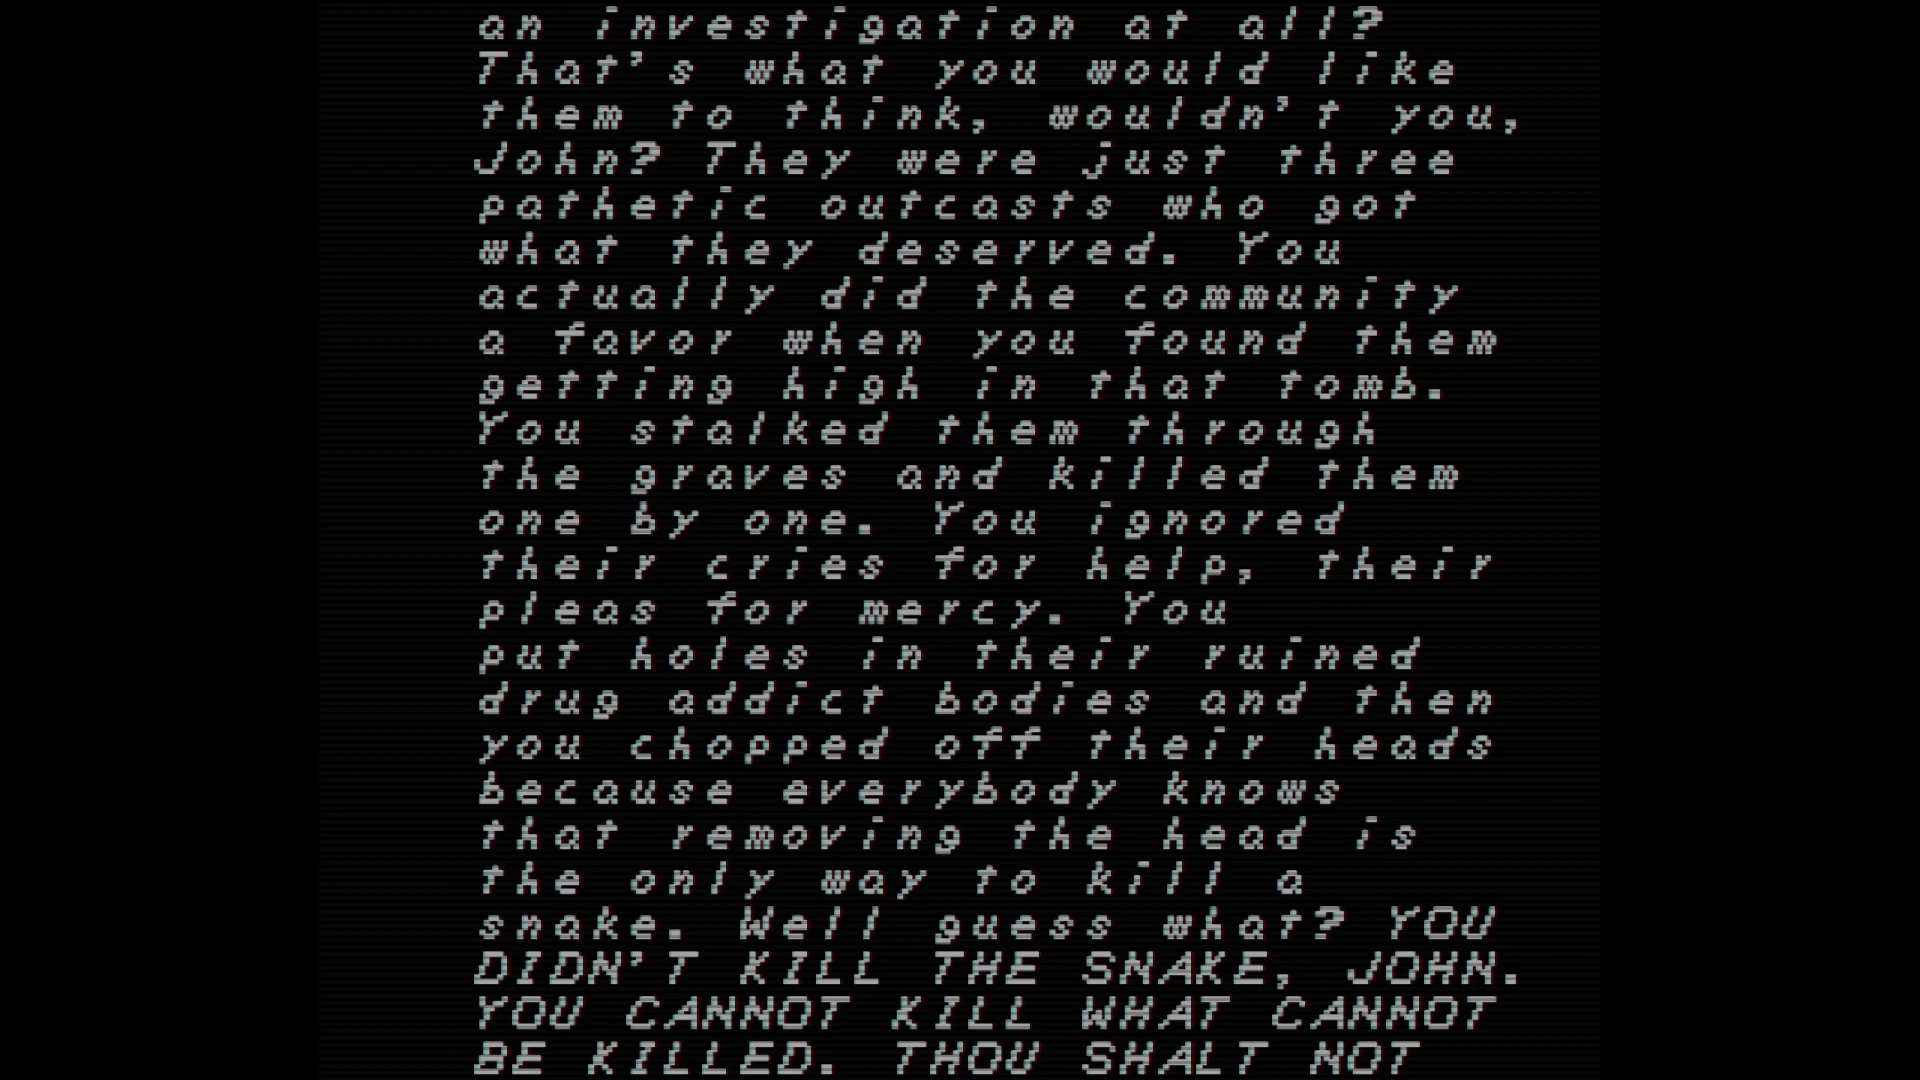 an investigation at all?
That's what you would like
them to think, wouldn't you,
John? They were just three
pathetic outcasts who got
what they deserved. You
actually did the community
a favor when you found them
getting high in that tomb.
You stalked them through
the graves and killed them
one by one. You ignored
their cries for help, their
pleas for mercy. You
put holes in their ruined
drug addict bodies and then
you chopped off their heads
because everybody knows
that removing the head is
the only way to kill a
snake. Well guess what? YOU
DIDN'T KILL THE SNAKE, JOHN.
YOU CANNOT KILL WHAT CANNOT
BE KILLED. THOU SHALT NOT